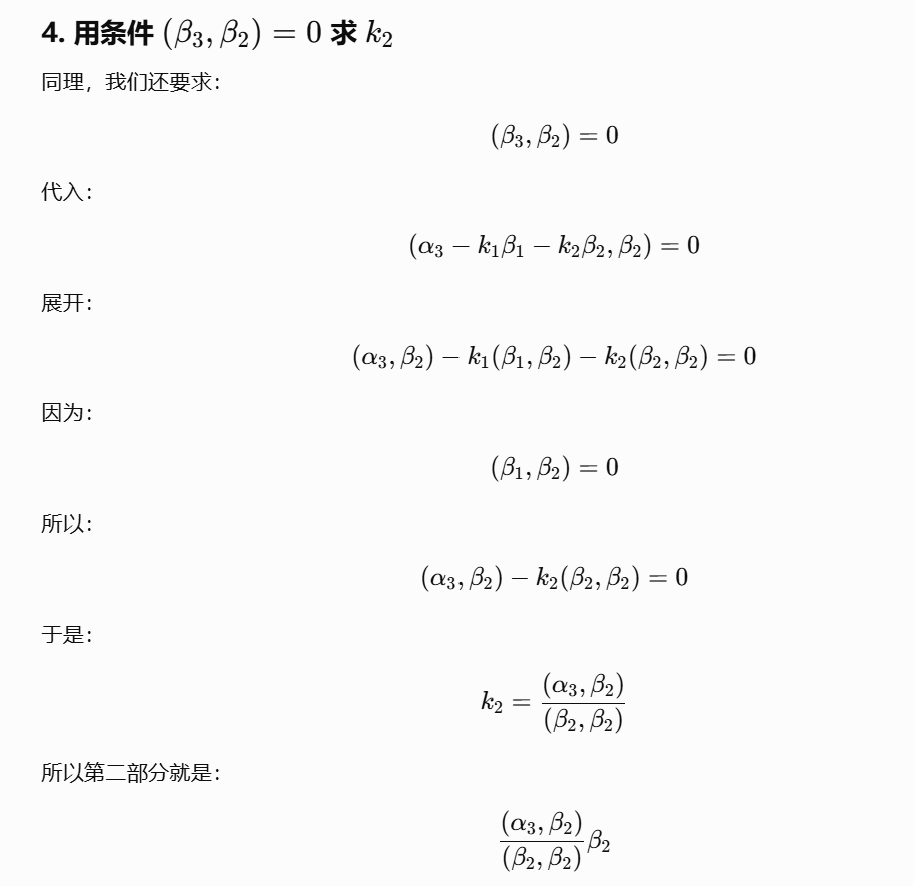 4. 用条件 $(\beta_3, \beta_2) = 0$ 求 $k_2$
同理，我们还要求：
$(\beta_3, \beta_2) = 0$
代入：
$(\alpha_3 - k_1\beta_1 - k_2\beta_2, \beta_2) = 0$
展开：
$(\alpha_3, \beta_2) - k_1(\beta_1, \beta_2) - k_2(\beta_2, \beta_2) = 0$
因为：
$(\beta_1, \beta_2) = 0$
所以：
$(\alpha_3, \beta_2) - k_2(\beta_2, \beta_2) = 0$
于是：
$k_2 = \frac{(\alpha_3, \beta_2)}{(\beta_2, \beta_2)}$
所以第二部分就是：
$\frac{(\alpha_3, \beta_2)}{(\beta_2, \beta_2)}\beta_2$